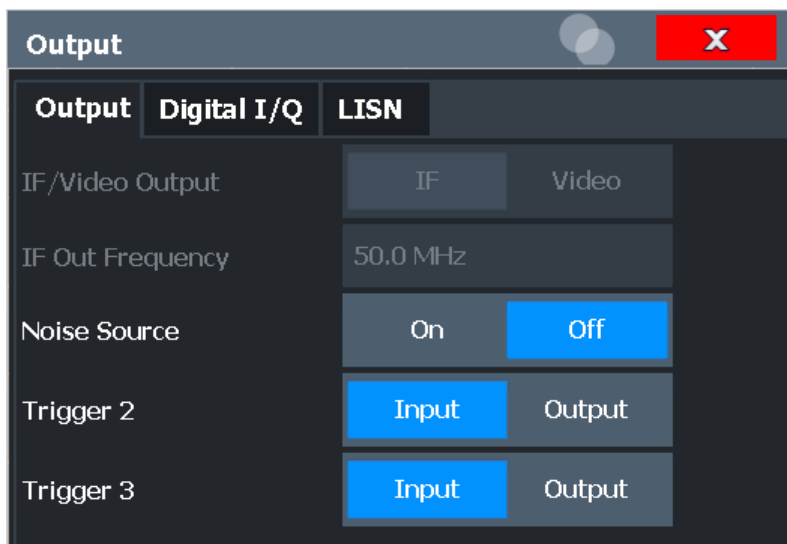 Output X
Output Digital I/Q LISN
IF/Video Output IF Video
IF Out Frequency 50.0 MHz
Noise Source On Off
Trigger 2 Input Output
Trigger 3 Input Output